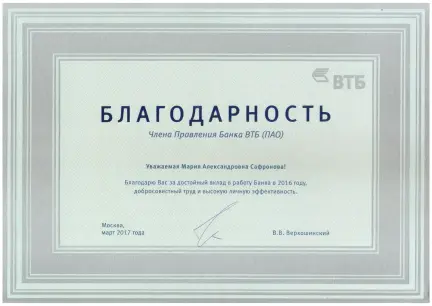 ВТБ
БЛАГОДАРНОСТЬ
Члена Правления Банка ВТБ (ПАО)
Уважаемая Мария Александровна Сафронова!
Благодарю Вас за достойный вклад в работу Банка в 2016 году,
добросовестный труд и высокую личную эффективность.
Москва,
март 2017 года
В.В. Верхошинский